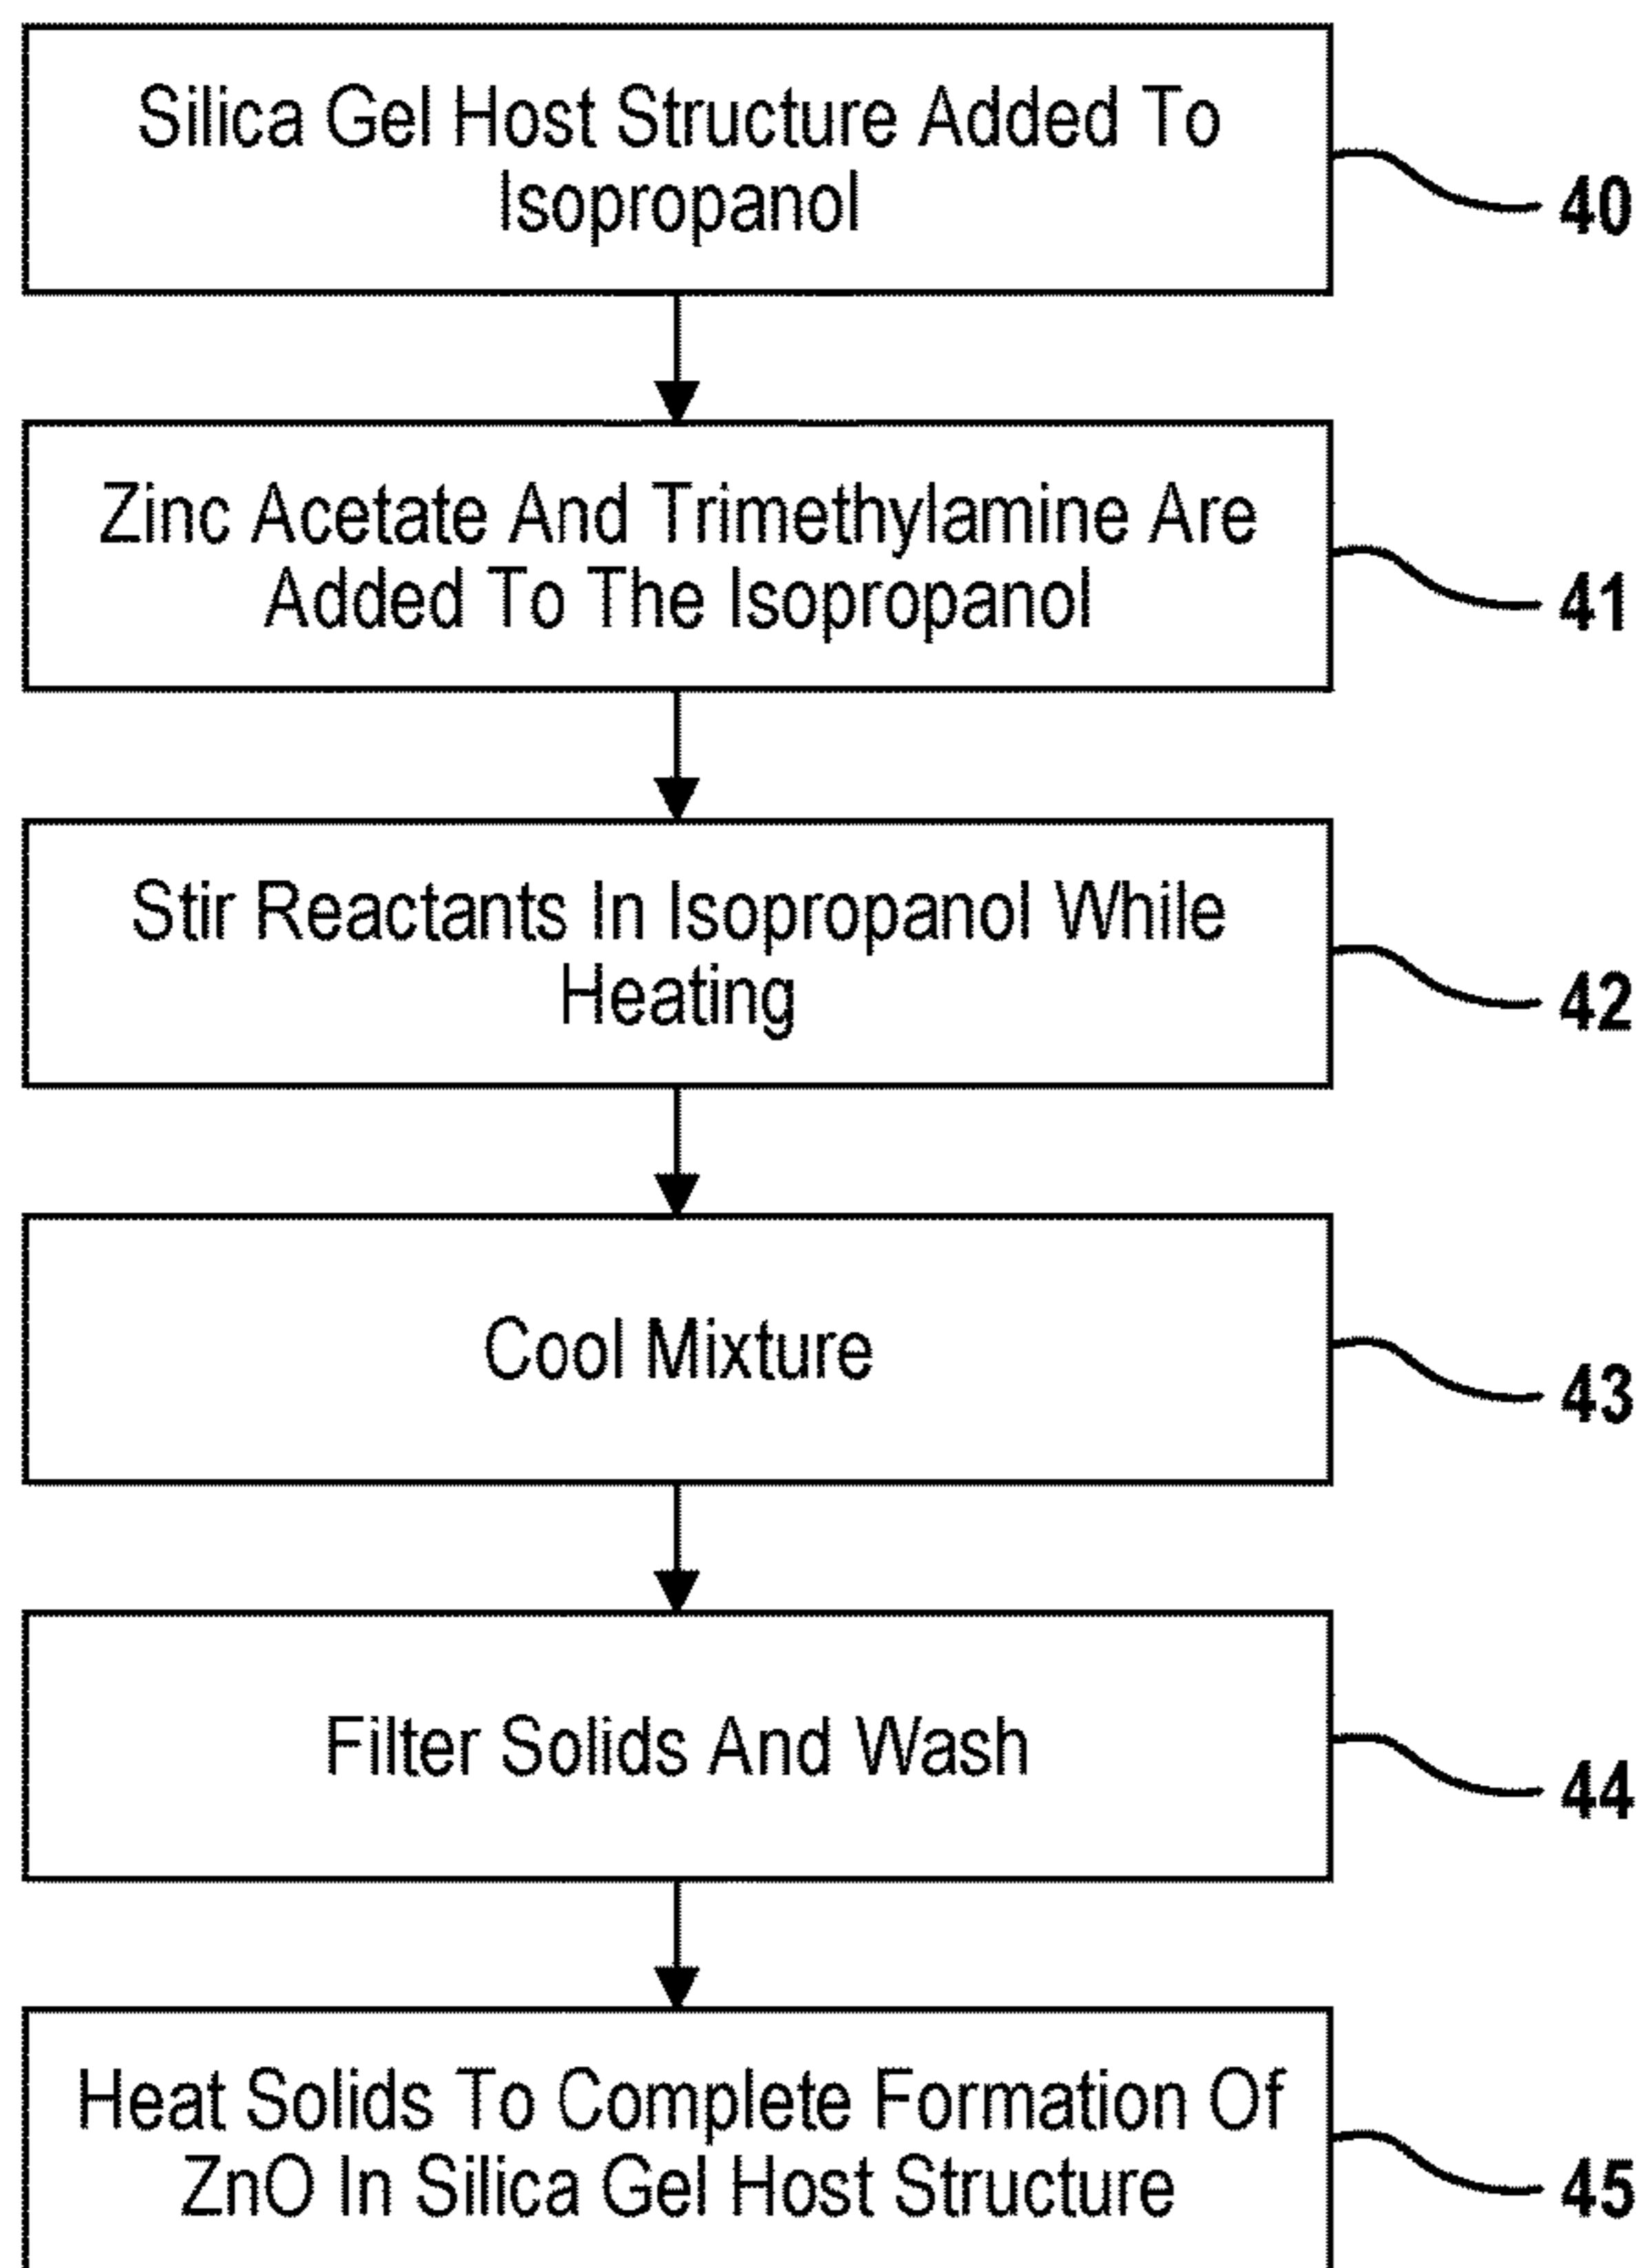 Silica Gel Host Structure Added To
Isopropanol
40
Zinc Acetate And Trimethylamine Are
Added To The Isopropanol
41
Stir Reactants In Isopropanol While
Heating
42
Cool Mixture
43
Filter Solids And Wash
44
Heat Solids To Complete Formation Of
ZnO In Silica Gel Host Structure
45